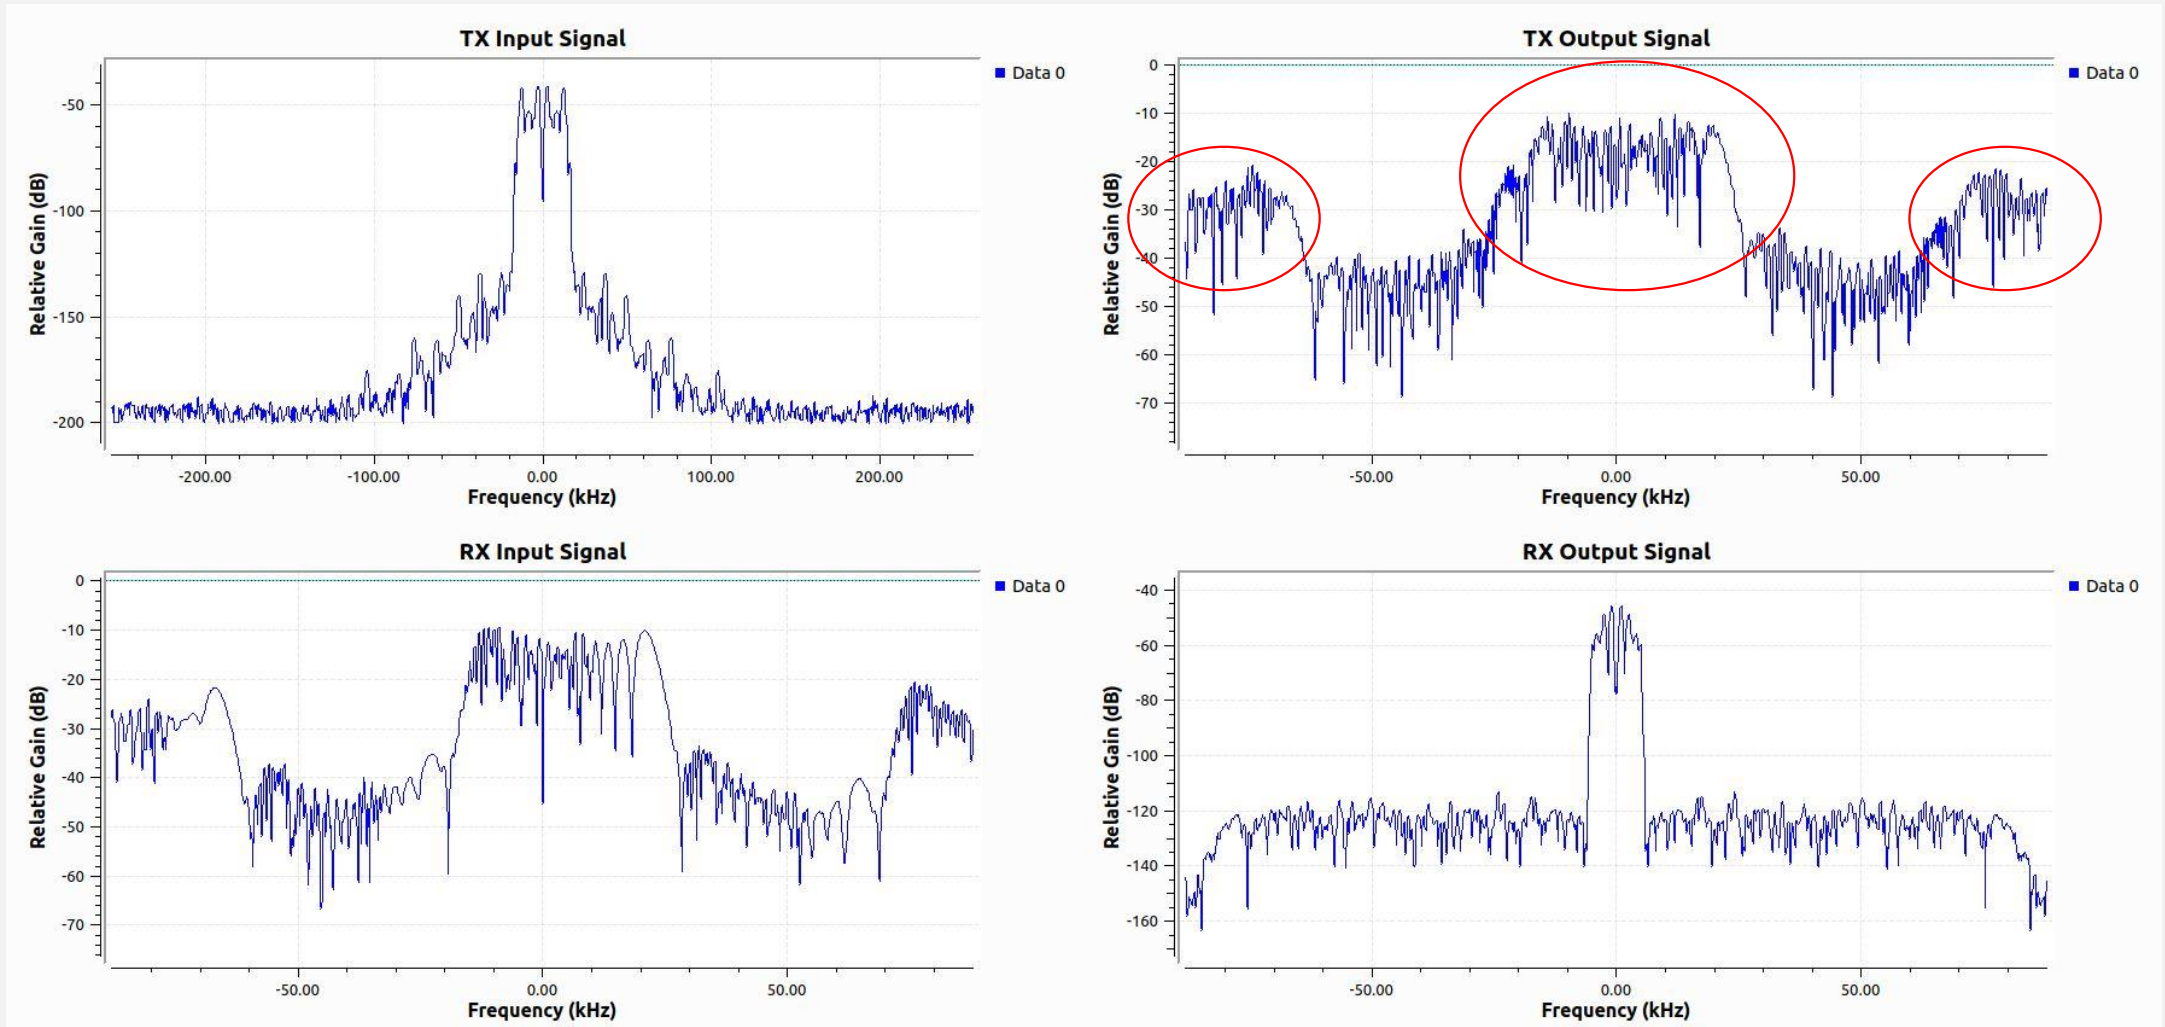 TX Input Signal
Data 0
Relative Gain (dB)
-50
-100
-150
-200
-200.00
-100.00
0.00
100.00
200.00
Frequency (kHz)
TX Output Signal
Data 0
Relative Gain (dB)
0
-10
-20
-30
-40
-50
-60
-70
-50.00
0.00
50.00
Frequency (kHz)
RX Input Signal
Data 0
Relative Gain (dB)
0
-10
-20
-30
-40
-50
-60
-70
-50.00
0.00
50.00
Frequency (kHz)
RX Output Signal
Data 0
Relative Gain (dB)
-40
-60
-80
-100
-120
-140
-160
-50.00
0.00
50.00
Frequency (kHz)